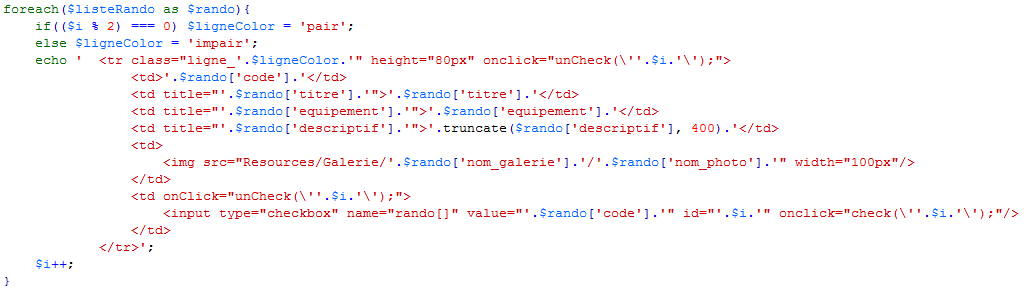 foreach($listeRando as $rando){
    if(($i % 2) === 0) $ligneColor = 'pair';
    else $ligneColor = 'impair';
    echo '  <tr class="ligne_'.$ligneColor.'" height="80px" onclick="unCheck(\''.$i.'\');">
                <td>'.$rando['code'].'</td>
                <td title="'.$rando['titre'].'">'.$rando['titre'].'</td>
                <td title="'.$rando['equipement'].'">'.$rando['equipement'].'</td>
                <td title="'.$rando['descriptif'].'">'.truncate($rando['descriptif'], 400).'</td>
                <td>
                    <img src="Resources/Galerie/'.$rando['nom_galerie'].'/'.$rando['nom_photo'].'" width="100px"/>
                </td>
                <td onClick="unCheck(\''.$i.'\');">
                    <input type="checkbox" name="rando[]" value="'.$rando['code'].'" id="'.$i.'" onclick="check(\''.$i.'\');"/>
                </td>
            </tr>';
    $i++;
}